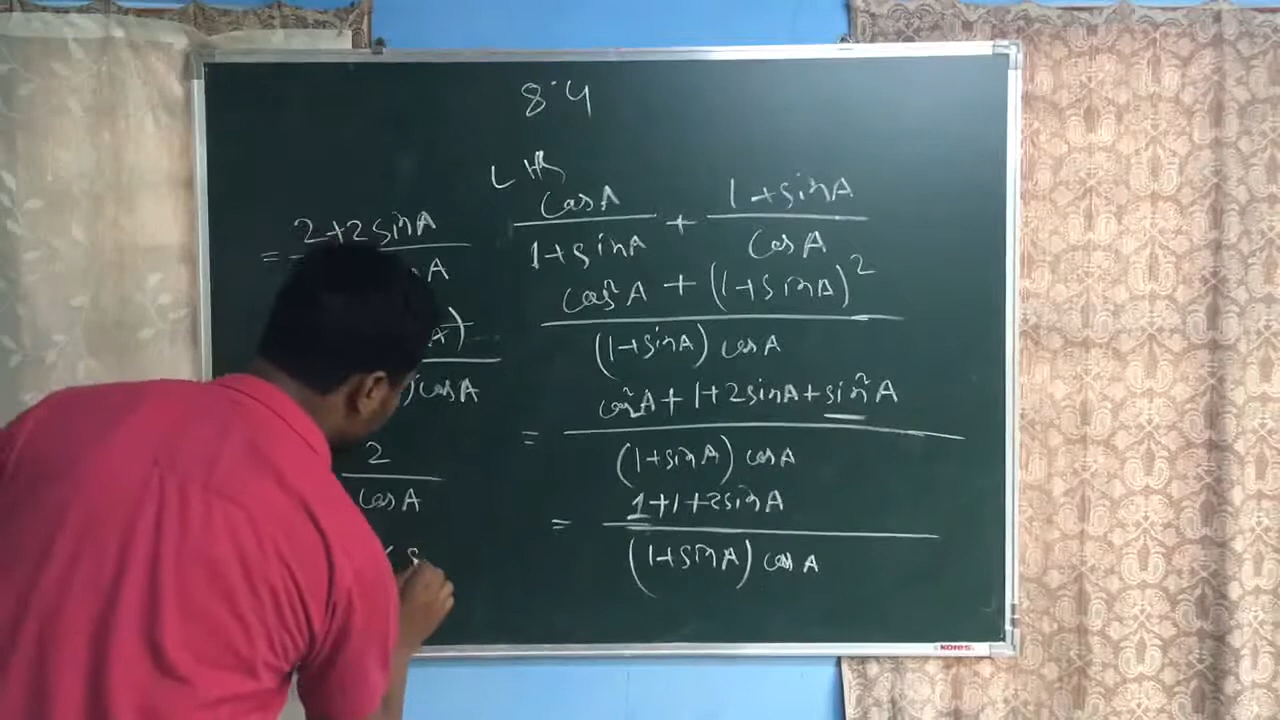 8.4
LHS
cosA / 1+sinA + 1+sinA / cosA
cos²A + (1+sinA)² / (1+sinA) cosA
= cos²A + 1+2sinA+sin²A / (1+sinA) cosA
= 1+1+2sinA / (1+sinA) cosA
= 2+2sinA / A
A) / )cosA
2 / cosA
KORES